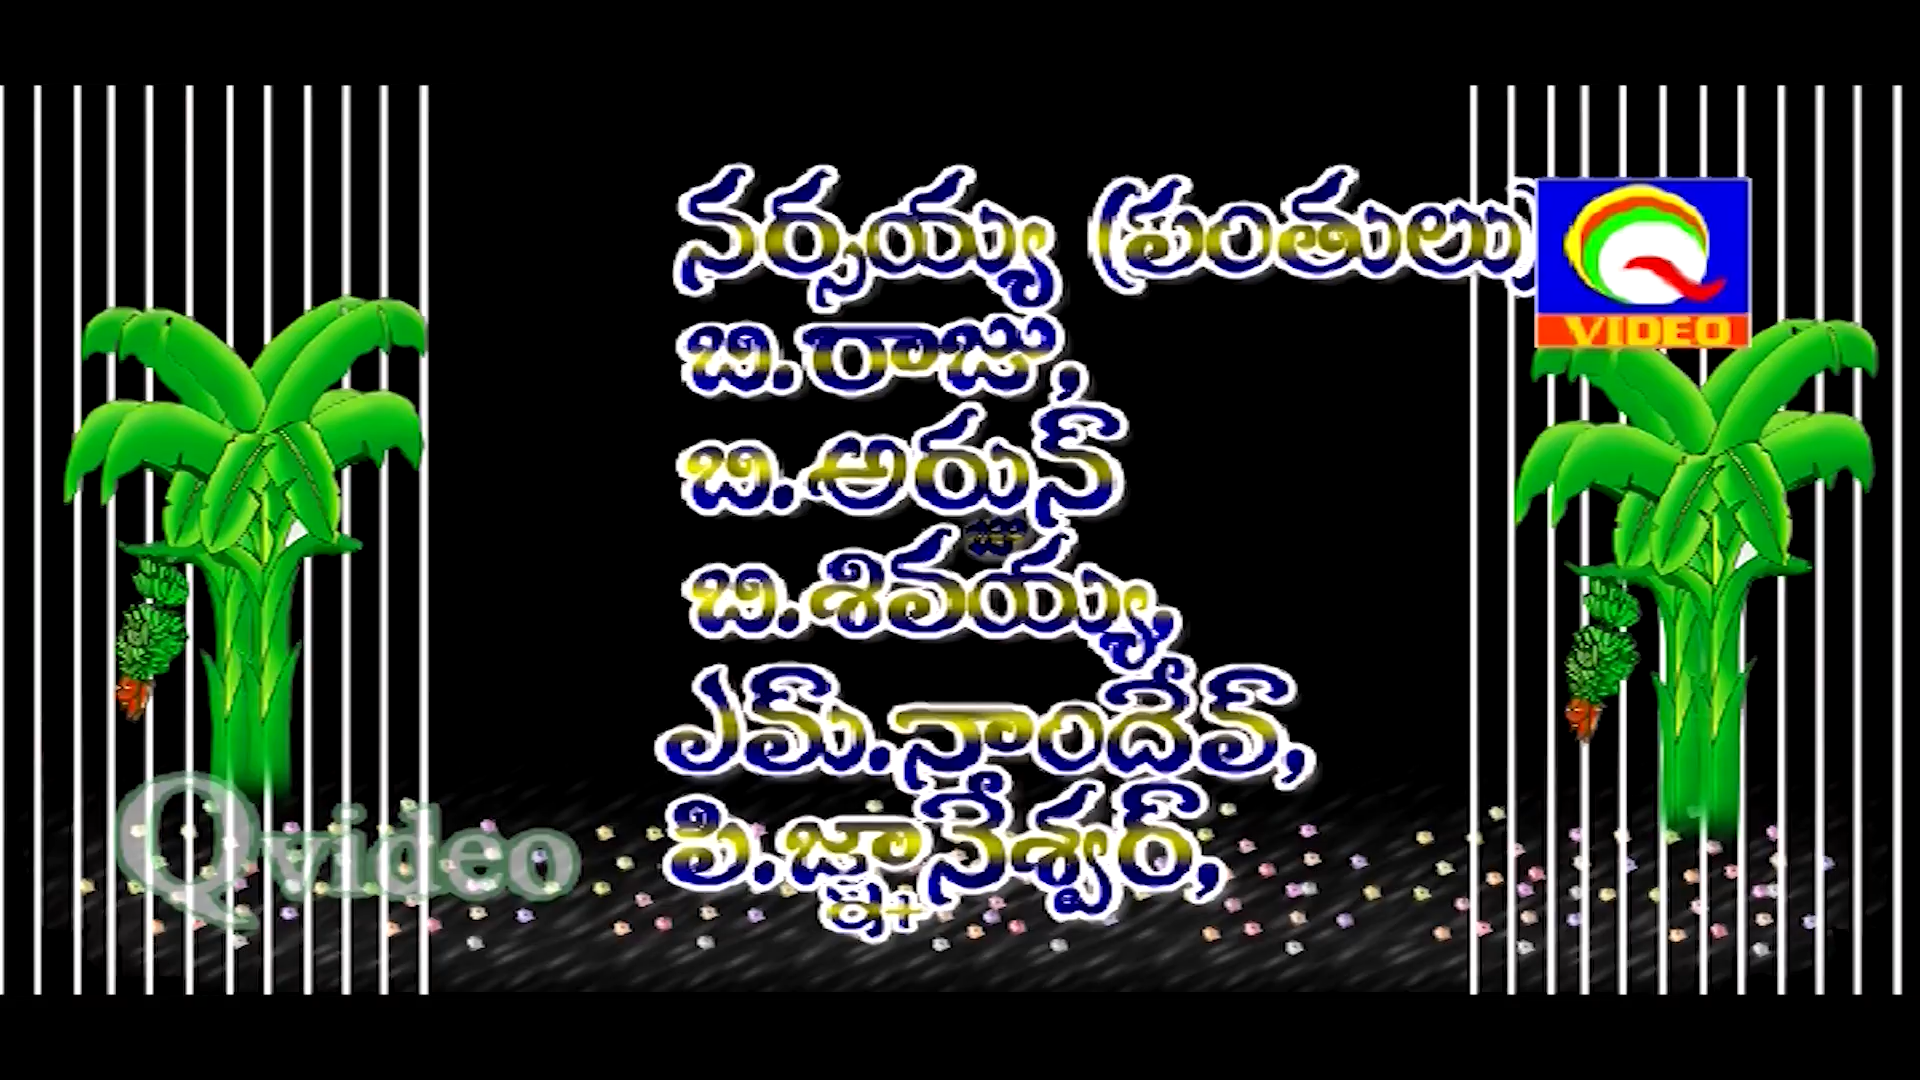 నర్సయ్య (పంతులు)
బి.రాజు,
బి.అరున్
బి.శివయ్య,
ఎమ్.నాందేవ్,
పి.జ్ఞానేశ్వర్,
Q
VIDEO
Qvideo